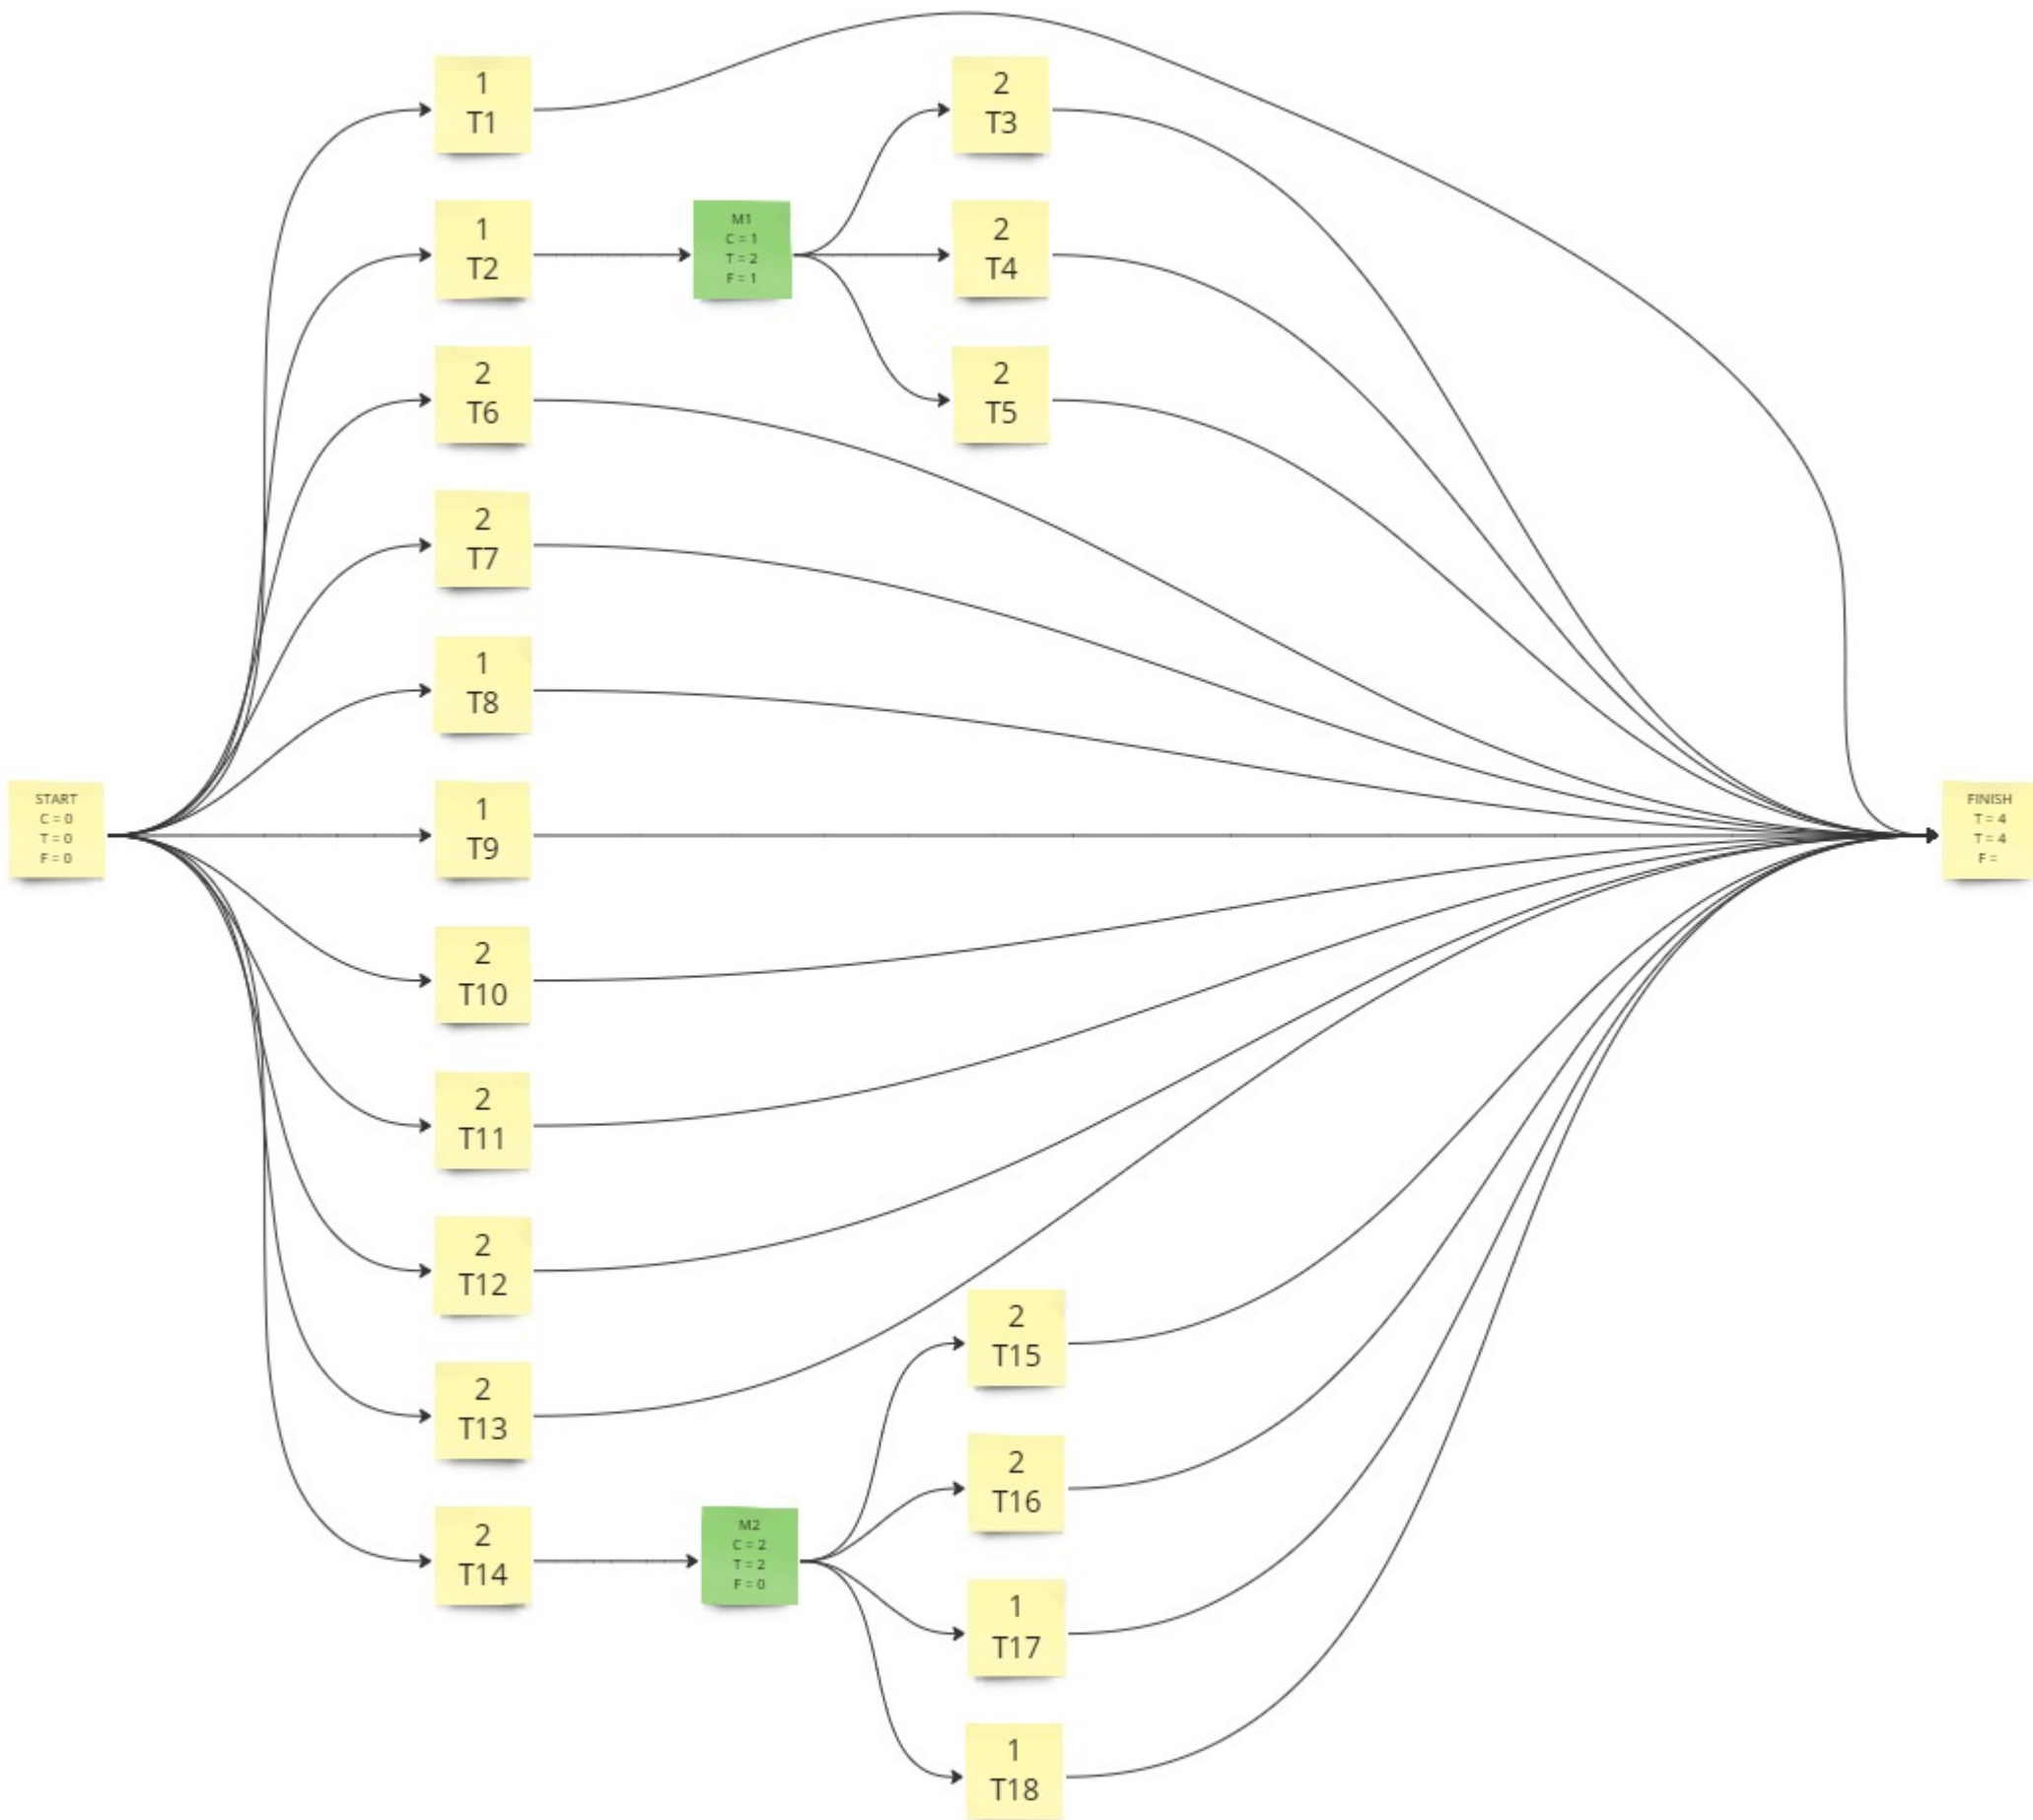 1
T1
2
T3
1
T2
M1
C = 1
T = 2
F = 1
2
T4
2
T6
2
T5
2
T7
1
T8
START
C = 0
T = 0
F = 0
1
T9
FINISH
T = 4
T = 4
F =
2
T10
2
T11
2
T12
2
T15
2
T13
2
T16
2
T14
M2
C = 2
T = 2
F = 0
1
T17
1
T18